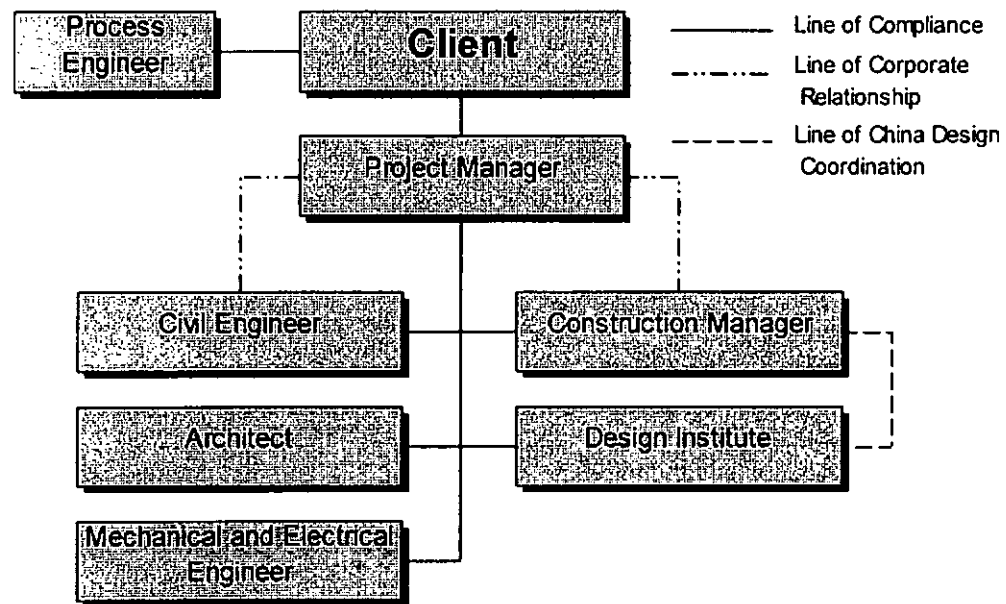 Process
Engineer
Client
Line of Compliance
Line of Corporate
Relationship
Line of China Design
Coordination
Project Manager
Civil Engineer
Construction Manager
Architect
Design Institute
Mechanical and Electrical
Engineer